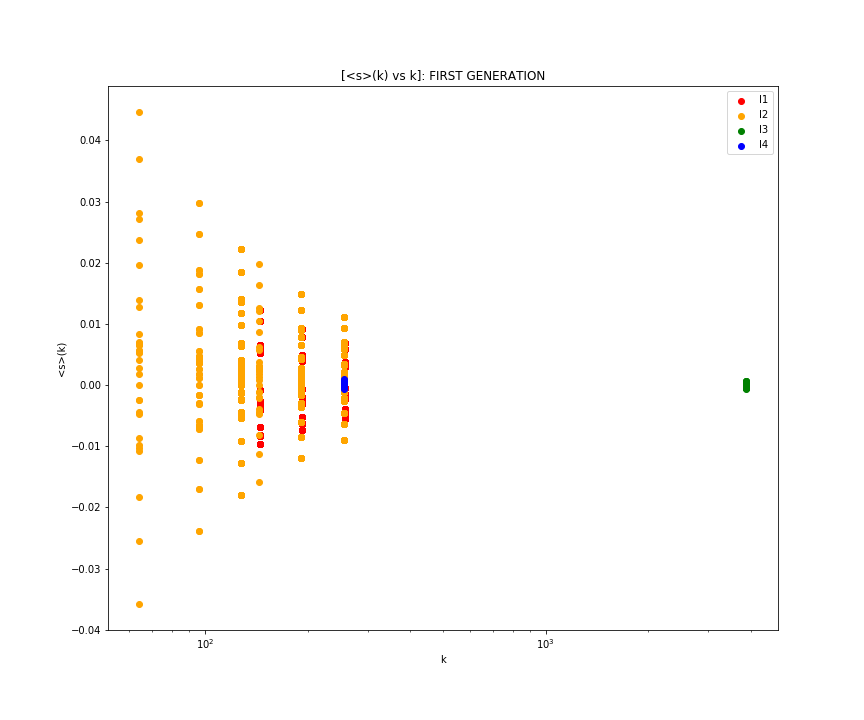 [<s>(k) vs k]: FIRST GENERATION
l1
l2
l3
l4
0.04
0.03
0.02
0.01
0.00
−0.01
−0.02
−0.03
−0.04
<s>(k)
10²
10³
k